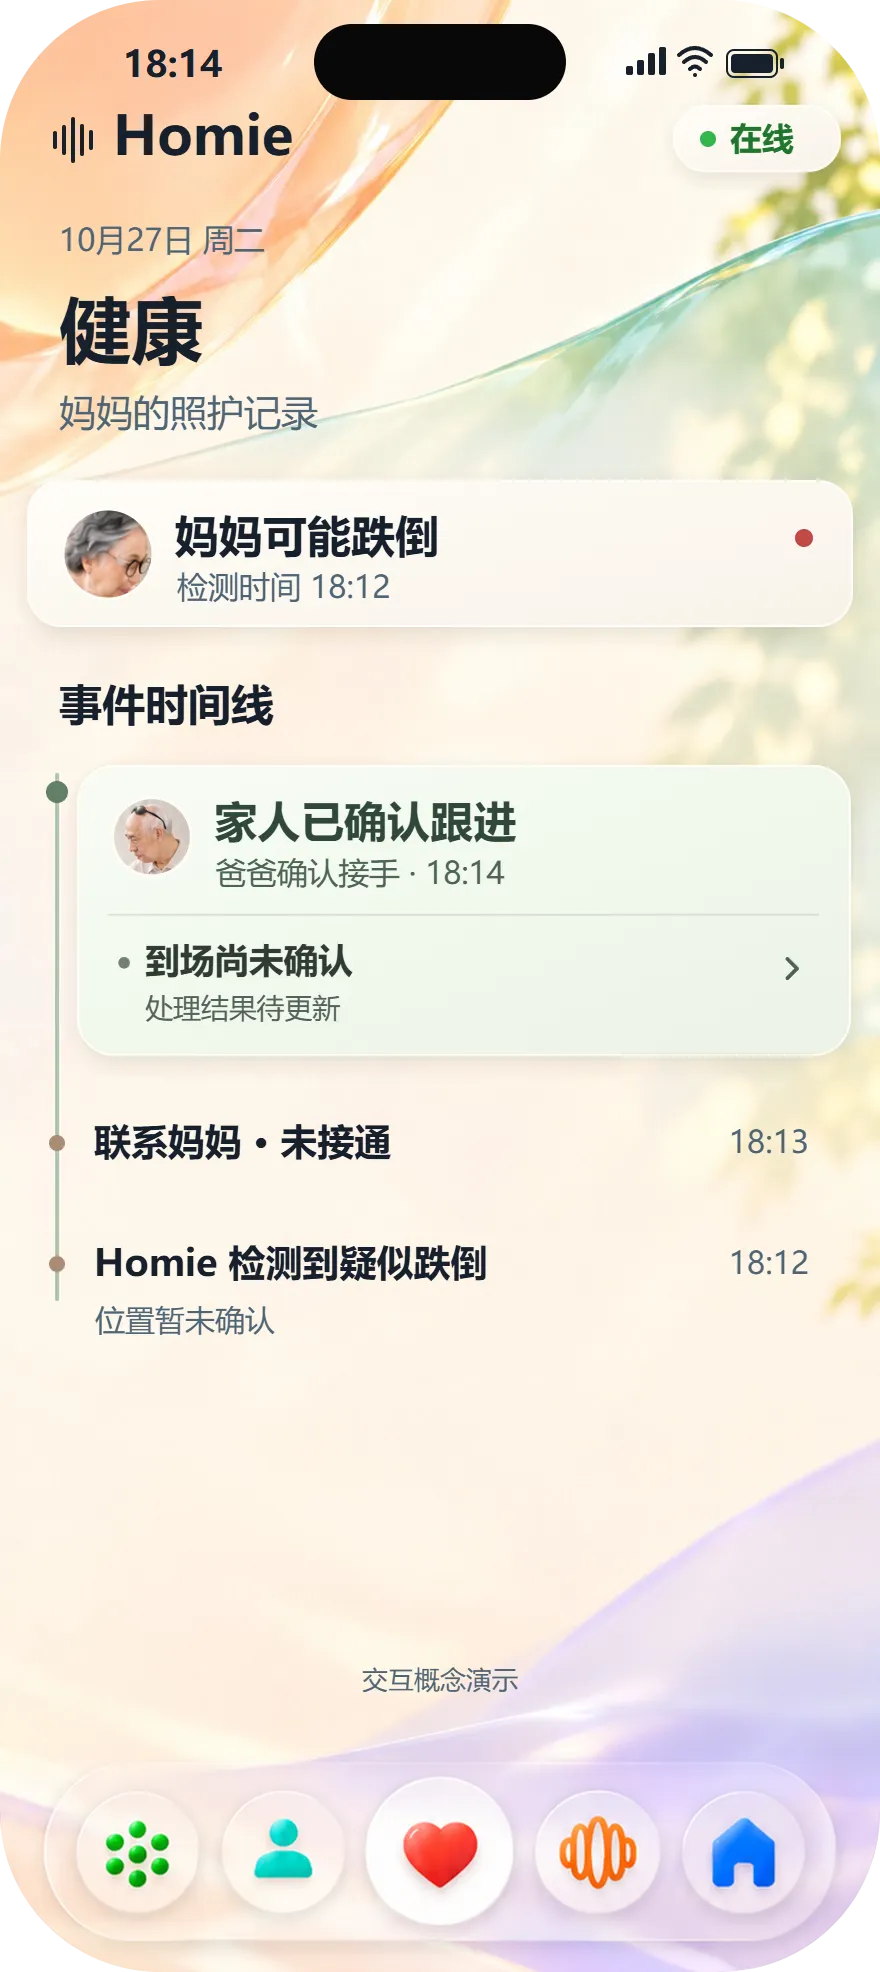 18:14
Homie
在线
10月27日 周二
健康
妈妈的照护记录
妈妈可能跌倒
检测时间 18:12
事件时间线
家人已确认跟进
爸爸确认接手 · 18:14
到场尚未确认
处理结果待更新
联系妈妈 • 未接通
18:13
Homie 检测到疑似跌倒
18:12
位置暂未确认
交互概念演示